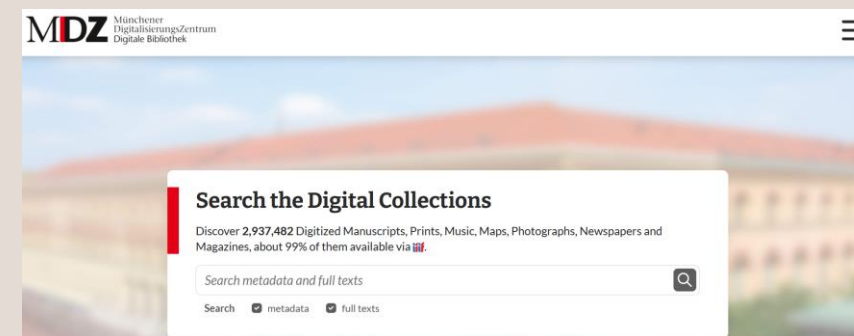 MDZ Münchener
DigitalisierungsZentrum
Digitale Bibliothek
Search the Digital Collections
Discover 2,937,482 Digitized Manuscripts, Prints, Music, Maps, Photographs, Newspapers and
Magazines, about 99% of them available via iiif.
Search metadata and full texts
Search metadata full texts